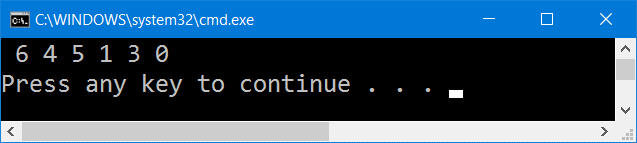 C:\WINDOWS\system32\cmd.exe
6 4 5 1 3 0
Press any key to continue . . .